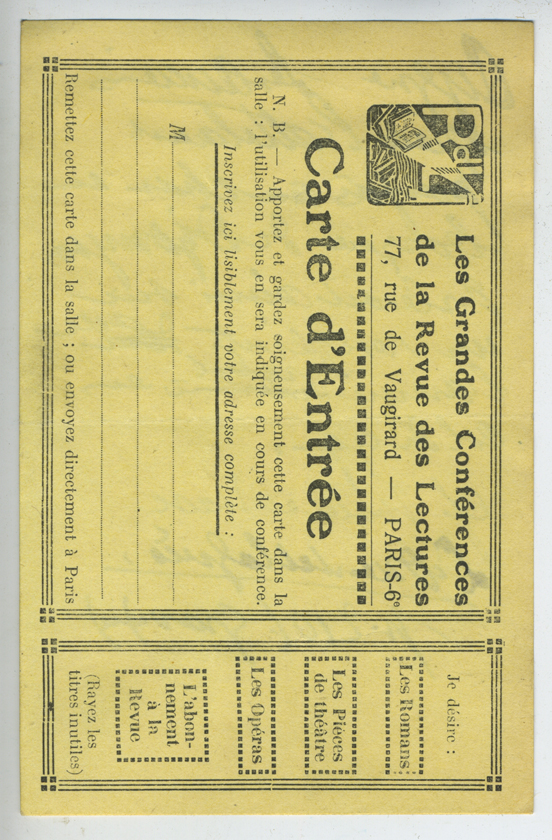 RdL
Les Grandes Conférences
de la Revue des Lectures
77, rue de Vaugirard — PARIS-6e
Carte d'Entrée
N. B. — Apportez et gardez soigneusement cette carte dans la
salle : l'utilisation vous en sera indiquée en cours de conférence.
Inscrivez ici lisiblement votre adresse complète :
M
Remettez cette carte dans la salle ; ou envoyez directement à Paris
Je désire :
Les Romans
Les Pièces
de théâtre
Les Opéras
L'abon-
nement
à la
Revue
(Rayez les
titres inutiles)